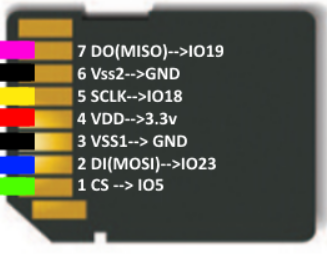 7 DO(MISO)-->IO19
6 Vss2-->GND
5 SCLK-->IO18
4 VDD-->3.3v
3 VSS1--> GND
2 DI(MOSI)-->IO23
1 CS --> IO5